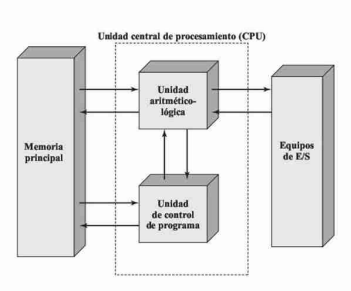 Unidad central de procesamiento (CPU)
Unidad
aritmético-
lógica
Memoria
principal
Equipos
de E/S
Unidad
de control
de programa